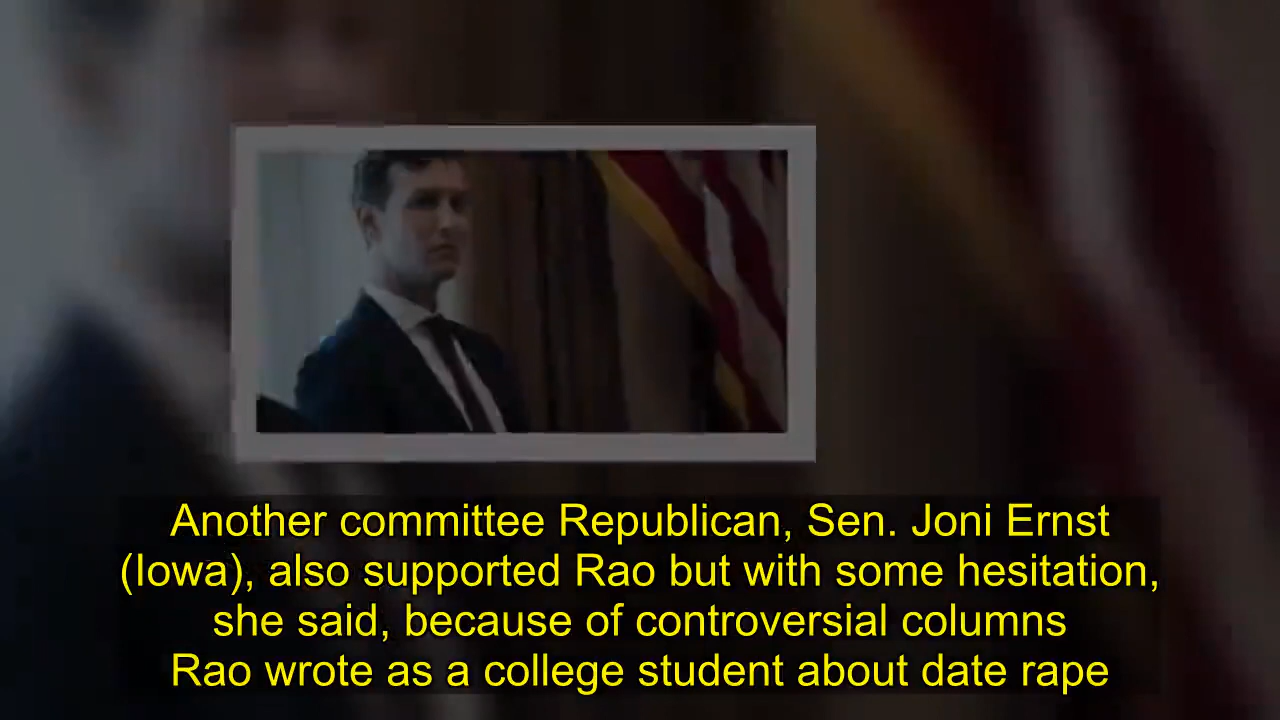 Another committee Republican, Sen. Joni Ernst
(Iowa), also supported Rao but with some hesitation,
she said, because of controversial columns
Rao wrote as a college student about date rape